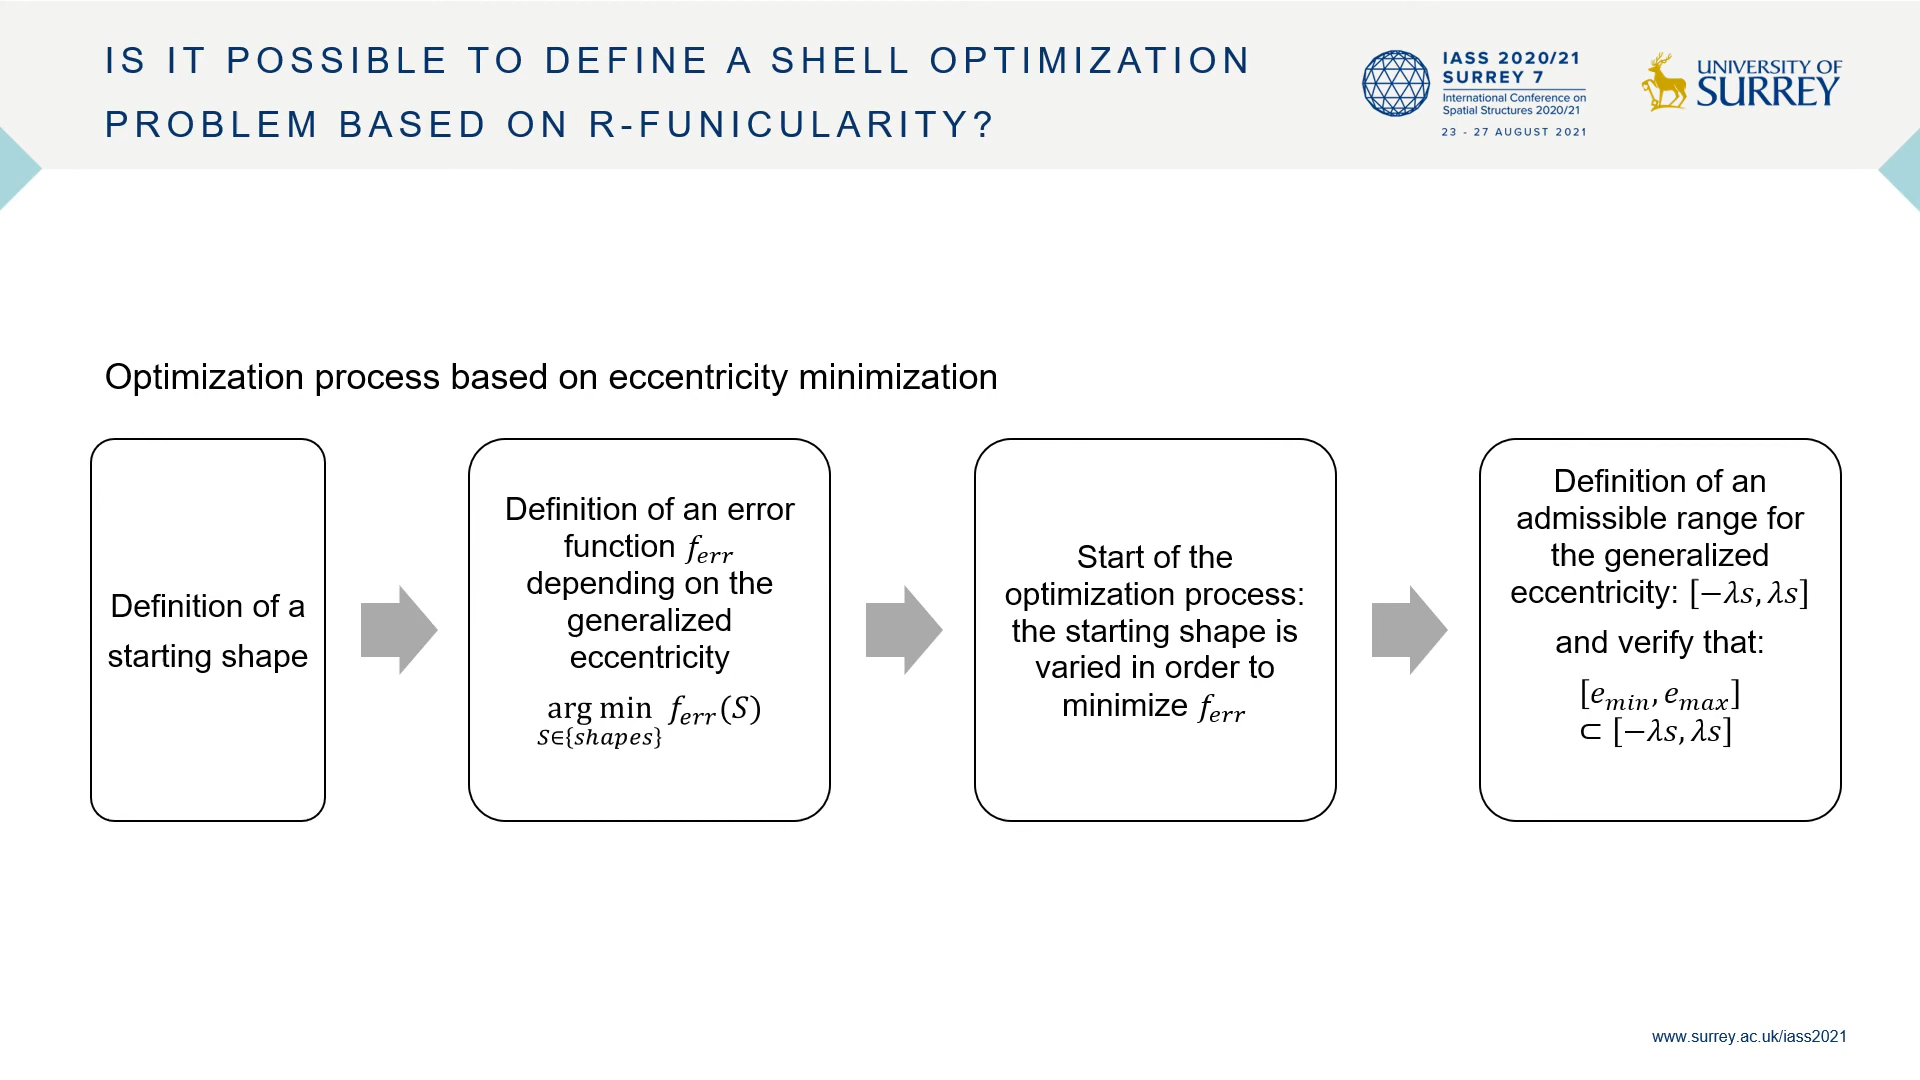 IS IT POSSIBLE TO DEFINE A SHELL OPTIMIZATION
PROBLEM BASED ON R-FUNICULARITY?
IASS 2020/21
SURREY 7
International Conference on
Spatial Structures 2020/21
23 - 27 AUGUST 2021
UNIVERSITY OF
SURREY
Optimization process based on eccentricity minimization
Definition of a
starting shape
Definition of an error
function f_err
depending on the
generalized
eccentricity
arg min f_err(S)
S∈{shapes}
Start of the
optimization process:
the starting shape is
varied in order to
minimize f_err
Definition of an
admissible range for
the generalized
eccentricity: [−λs, λs]
and verify that:
[e_min, e_max]
⊂ [−λs, λs]
www.surrey.ac.uk/iass2021